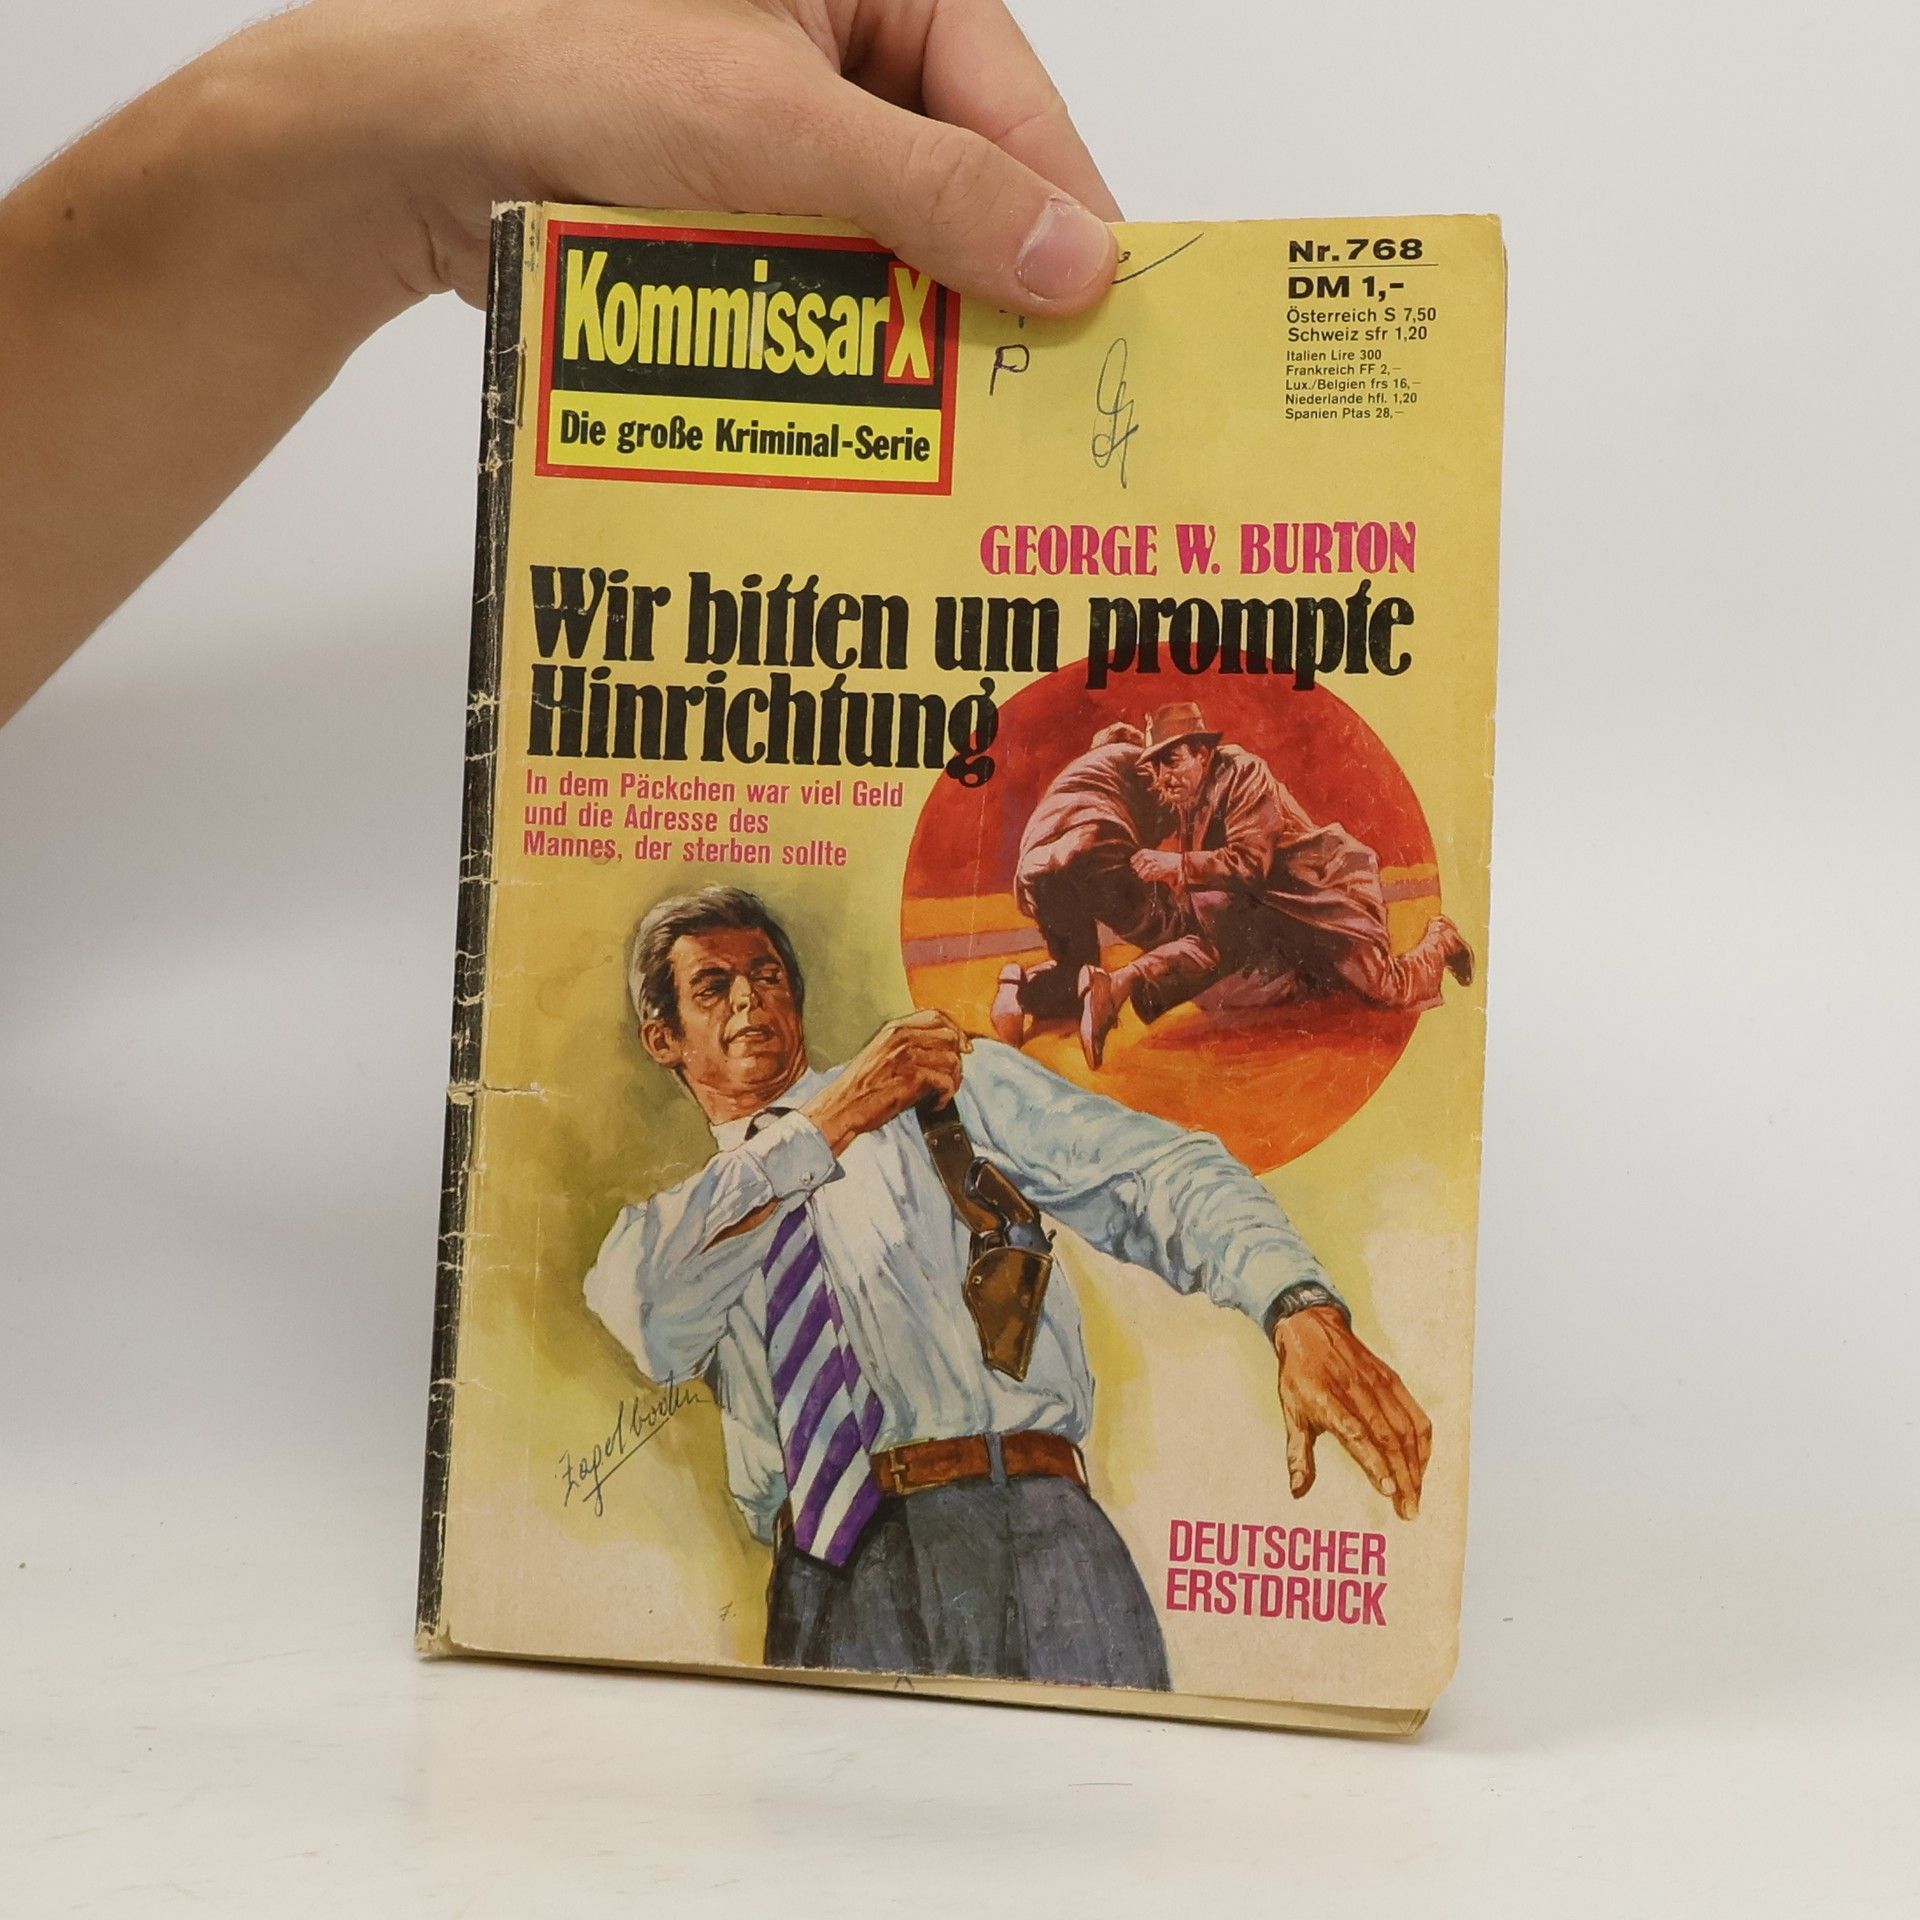 Kommissar X
Die große Kriminal-Serie
Nr. 768
DM 1,-
Österreich S 7,50
Schweiz sfr 1,20
Italien Lire 300
Frankreich FF 2,–
Lux./Belgien frs 16,–
Niederlande hfl. 1,20
Spanien Ptas 28,–
P
GEORGE W. BURTON
Wir bitten um prompte
Hinrichtung
In dem Päckchen war viel Geld
und die Adresse des
Mannes, der sterben sollte
DEUTSCHER
ERSTDRUCK